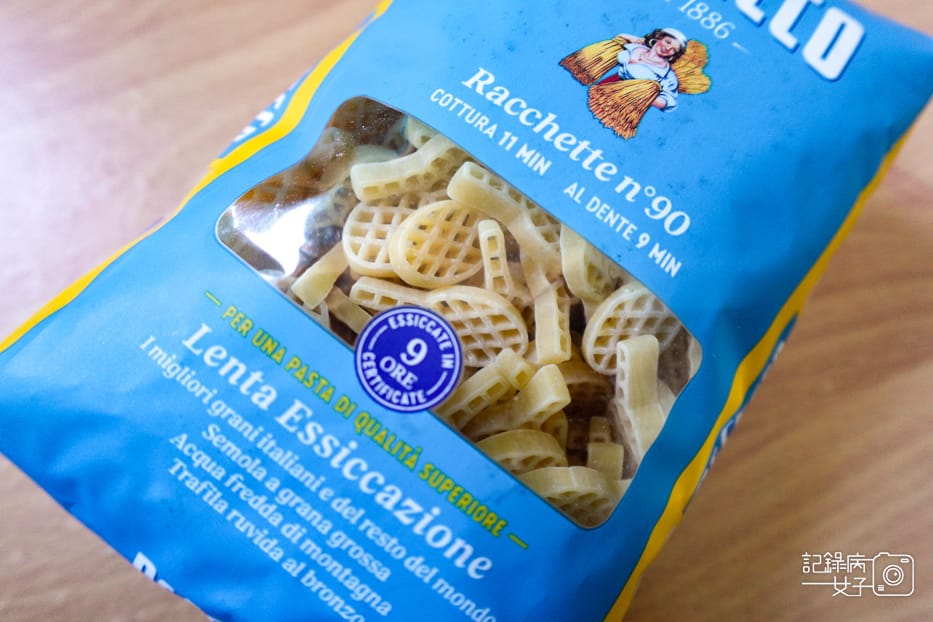 1886
Racchette n°90
COTTURA 11 MIN AL DENTE 9 MIN
ESSICCATE IN
9
ORE
CERTIFICATE
PER UNA PASTA DI QUALITÀ SUPERIORE
Lenta Essiccazione
I migliori grani italiani e del resto del mondo
Semola a grana grossa
Acqua fredda di montagna
Trafila ruvida al bronzo
記錄病
女子